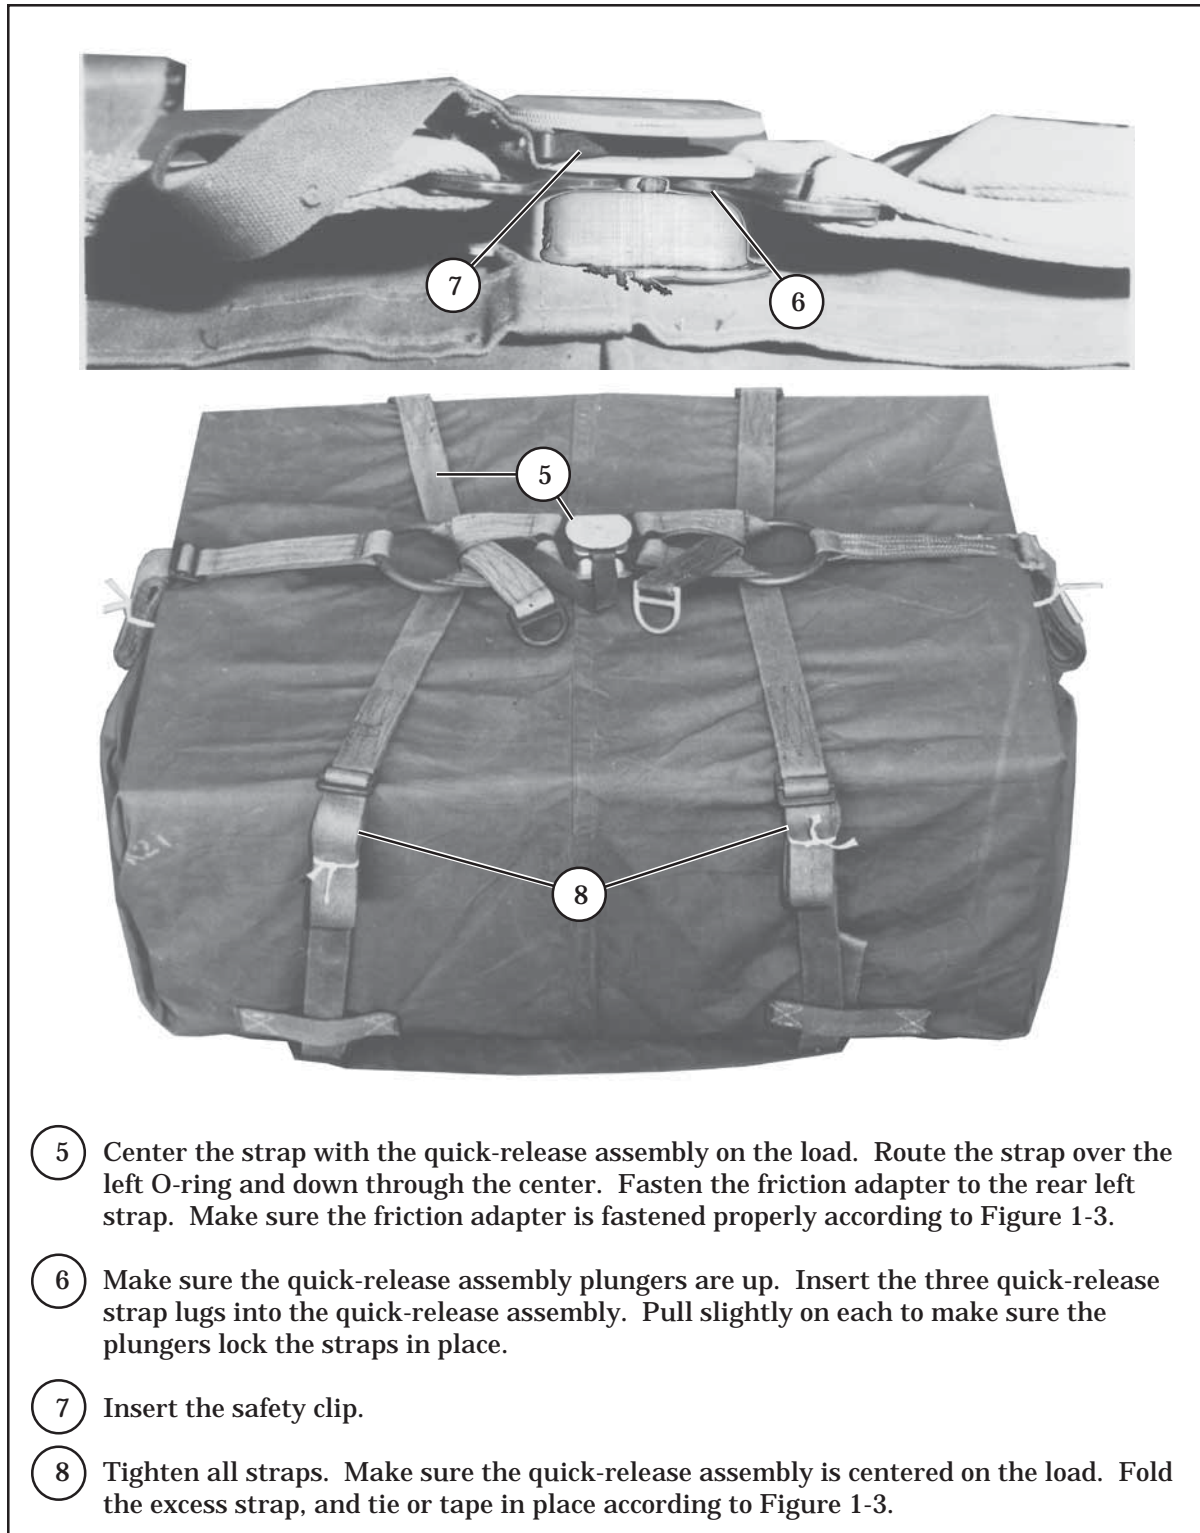 7
6
5
8
5 Center the strap with the quick-release assembly on the load. Route the strap over the
left O-ring and down through the center. Fasten the friction adapter to the rear left
strap. Make sure the friction adapter is fastened properly according to Figure 1-3.
6 Make sure the quick-release assembly plungers are up. Insert the three quick-release
strap lugs into the quick-release assembly. Pull slightly on each to make sure the
plungers lock the straps in place.
7 Insert the safety clip.
8 Tighten all straps. Make sure the quick-release assembly is centered on the load. Fold
the excess strap, and tie or tape in place according to Figure 1-3.